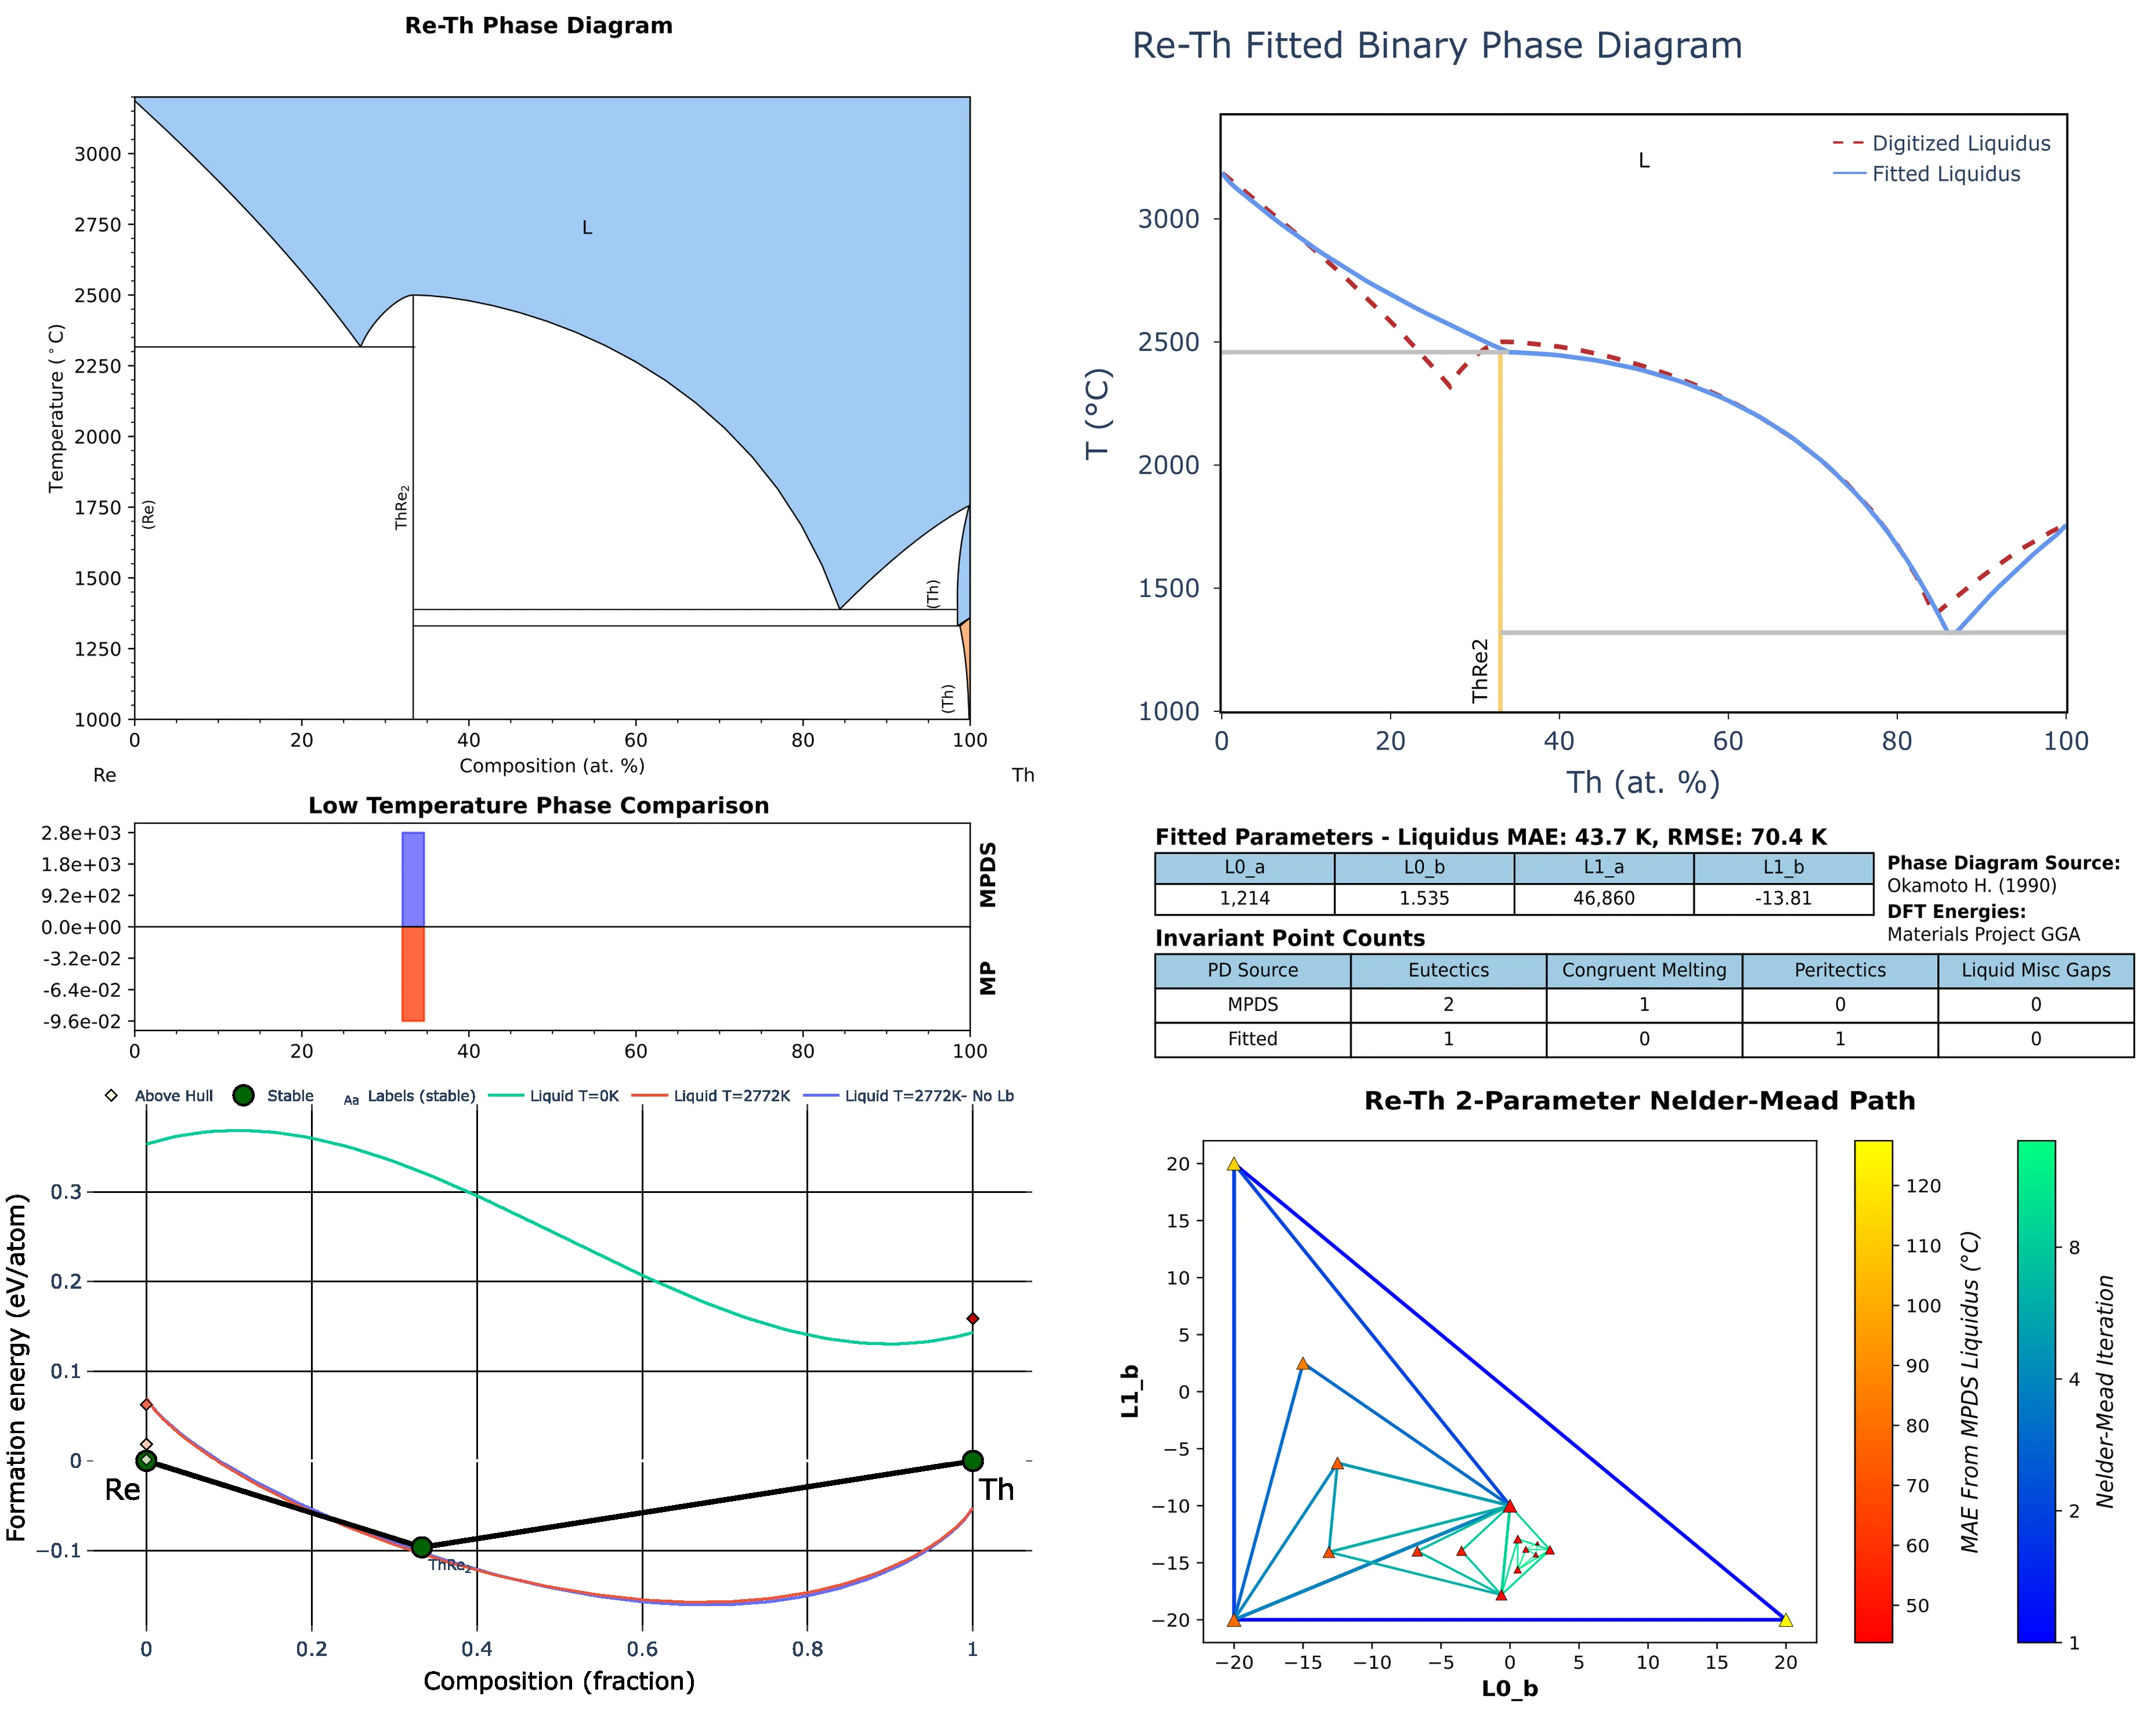 Re-Th Phase Diagram
3000
2750
2500
2250
2000
1750
1500
1250
1000
Temperature (°C)
L
(Re)
ThRe2
(Th)
(Th)
0 20 40 60 80 100
Composition (at. %)
Re Th
Re-Th Fitted Binary Phase Diagram
L
Digitized Liquidus
Fitted Liquidus
3000
2500
2000
1500
1000
T (°C)
ThRe2
0 20 40 60 80 100
Th (at. %)
Low Temperature Phase Comparison
2.8e+03
1.8e+03
9.2e+02
0.0e+00
-3.2e-02
-6.4e-02
-9.6e-02
MPDS
MP
0 20 40 60 80 100
Fitted Parameters - Liquidus MAE: 43.7 K, RMSE: 70.4 K
L0_a L0_b L1_a L1_b
1,214 1.535 46,860 -13.81
Phase Diagram Source:
Okamoto H. (1990)
DFT Energies:
Materials Project GGA
Invariant Point Counts
PD Source Eutectics Congruent Melting Peritectics Liquid Misc Gaps
MPDS 2 1 0 0
Fitted 1 0 1 0
Above Hull Stable Aa Labels (stable) Liquid T=0K Liquid T=2772K Liquid T=2772K- No Lb
0.3
0.2
0.1
0
−0.1
Formation energy (eV/atom)
Re
Th
ThRe2
0 0.2 0.4 0.6 0.8 1
Composition (fraction)
Re-Th 2-Parameter Nelder-Mead Path
20
15
10
5
0
−5
−10
−15
−20
L1_b
−20 −15 −10 −5 0 5 10 15 20
L0_b
120
110
100
90
80
70
60
50
MAE From MPDS Liquidus (°C)
8
4
2
1
Nelder-Mead Iteration